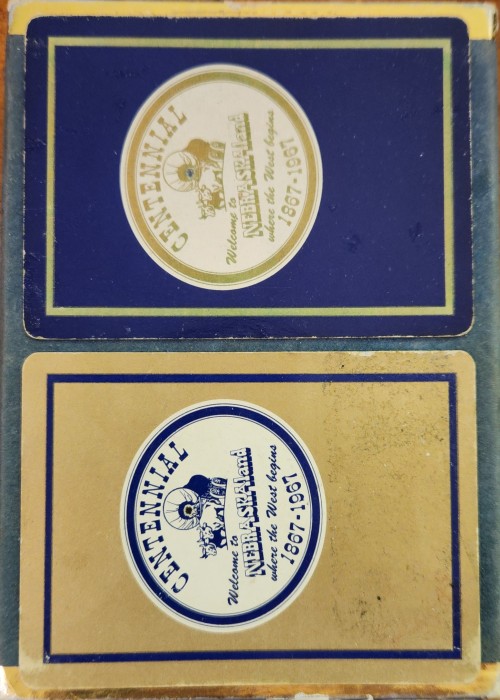 CENTENNIAL
Welcome to
NEBRASKAland
where the West begins
1867-1967
CENTENNIAL
Welcome to
NEBRASKAland
where the West begins
1867-1967